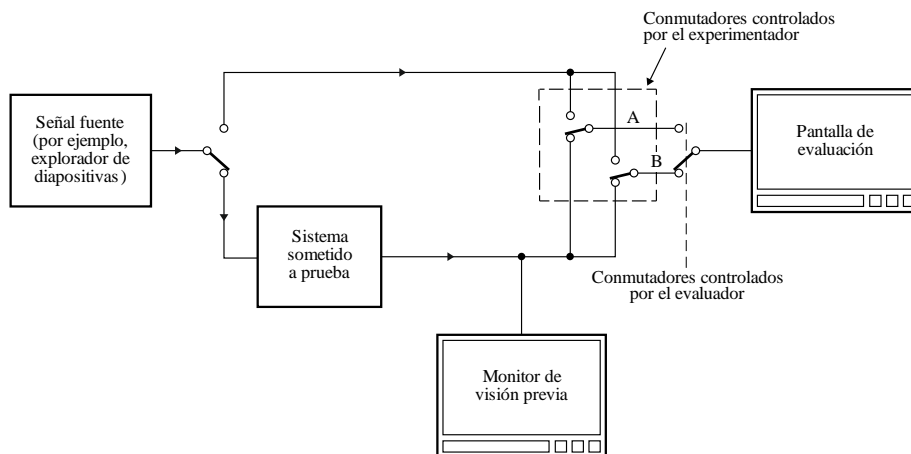 Conmutadores controlados
por el experimentador
Señal fuente
(por ejemplo,
explorador de
diapositivas)
A
B
Pantalla de
evaluación
Sistema
sometido
a prueba
Conmutadores controlados
por el evaluador
Monitor de
visión previa